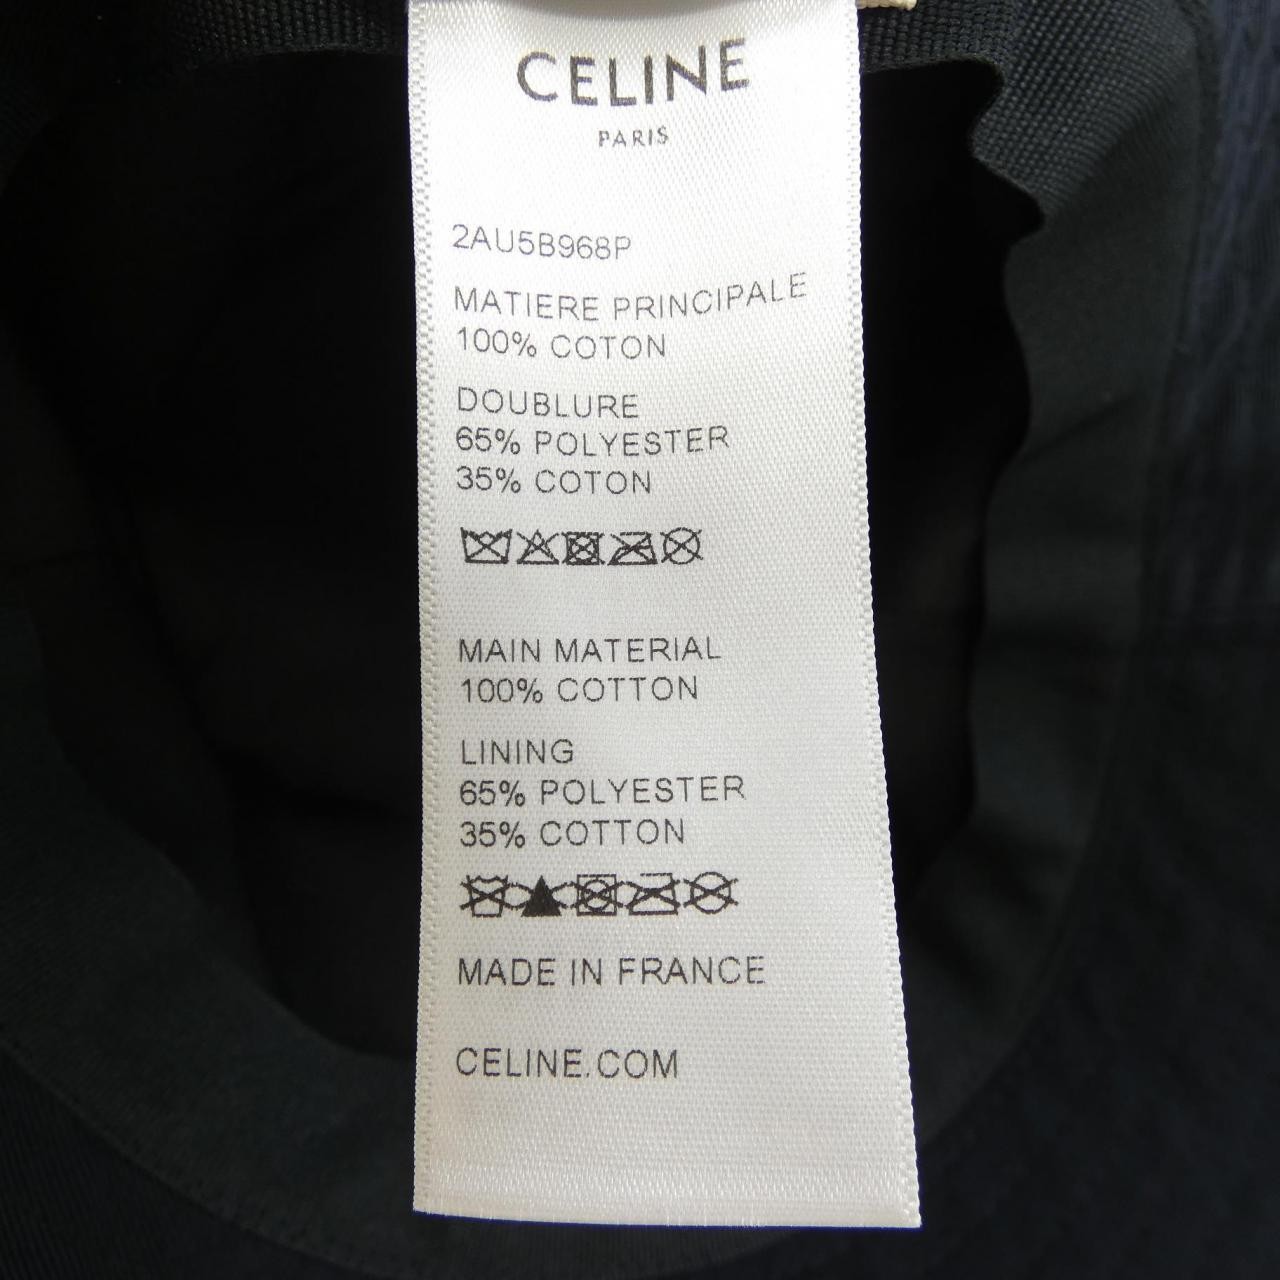 CELINE
PARIS
2AU5B968P
MATIERE PRINCIPALE
100% COTON
DOUBLURE
65% POLYESTER
35% COTON
MAIN MATERIAL
100% COTTON
LINING
65% POLYESTER
35% COTTON
MADE IN FRANCE
CELINE.COM